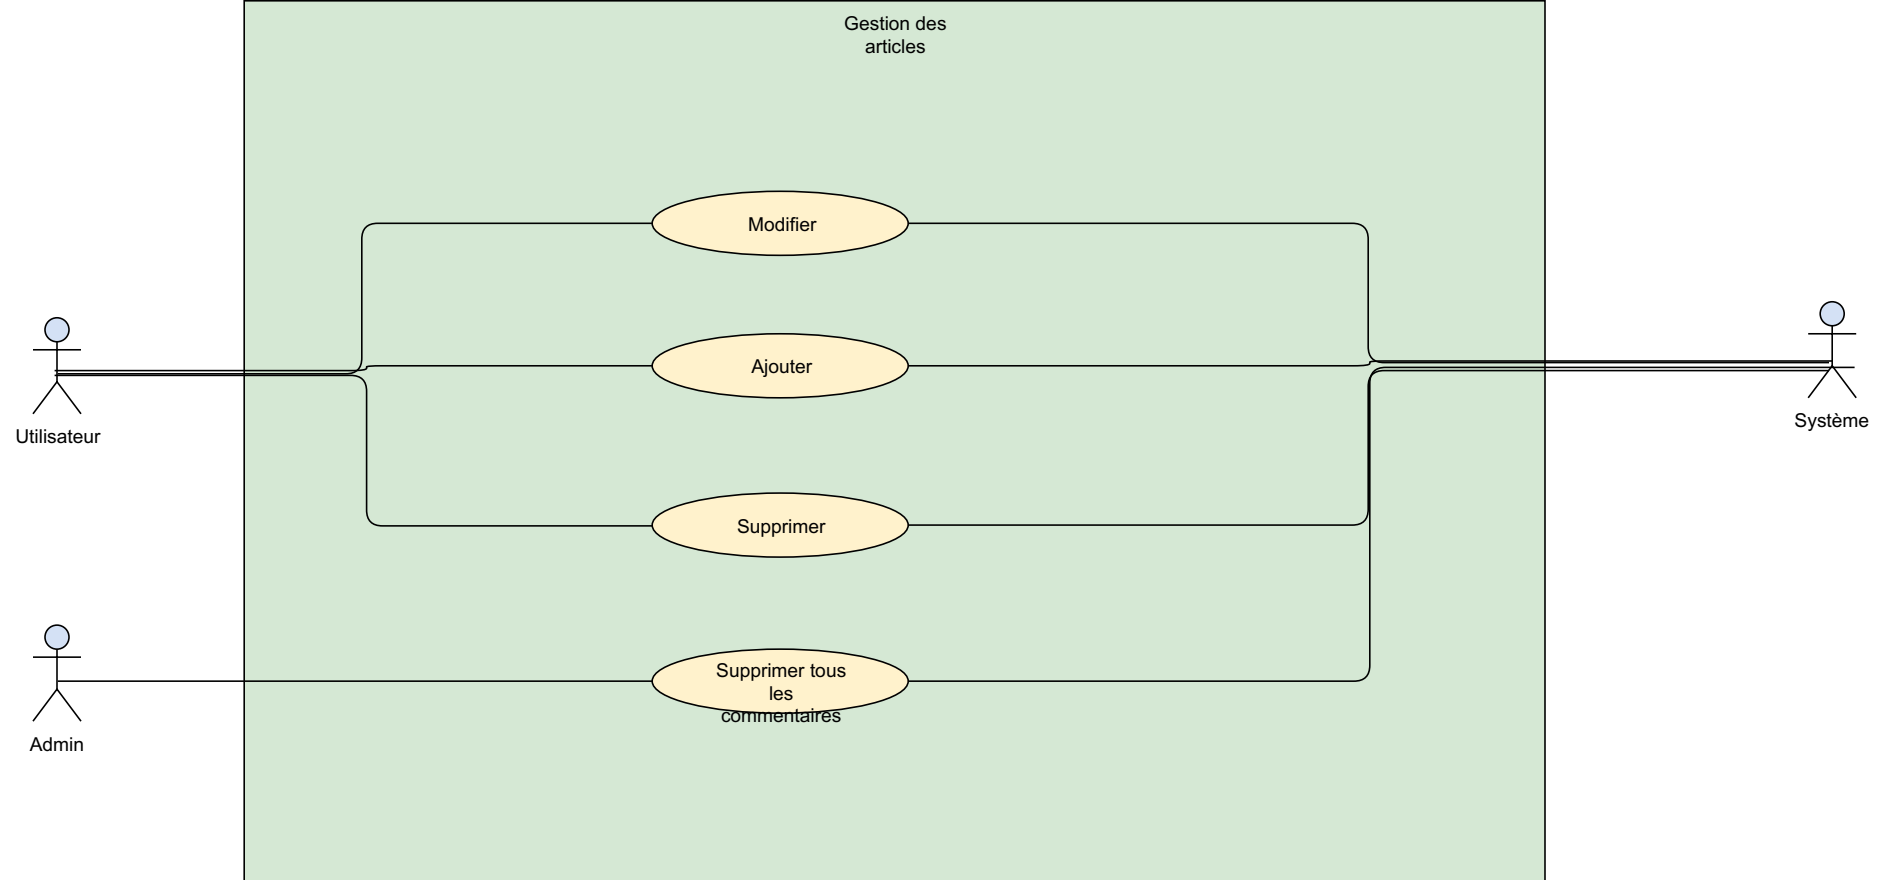 Gestion des
articles
Modifier
Ajouter
Utilisateur
Système
Supprimer
Supprimer tous
les
commentaires
Admin